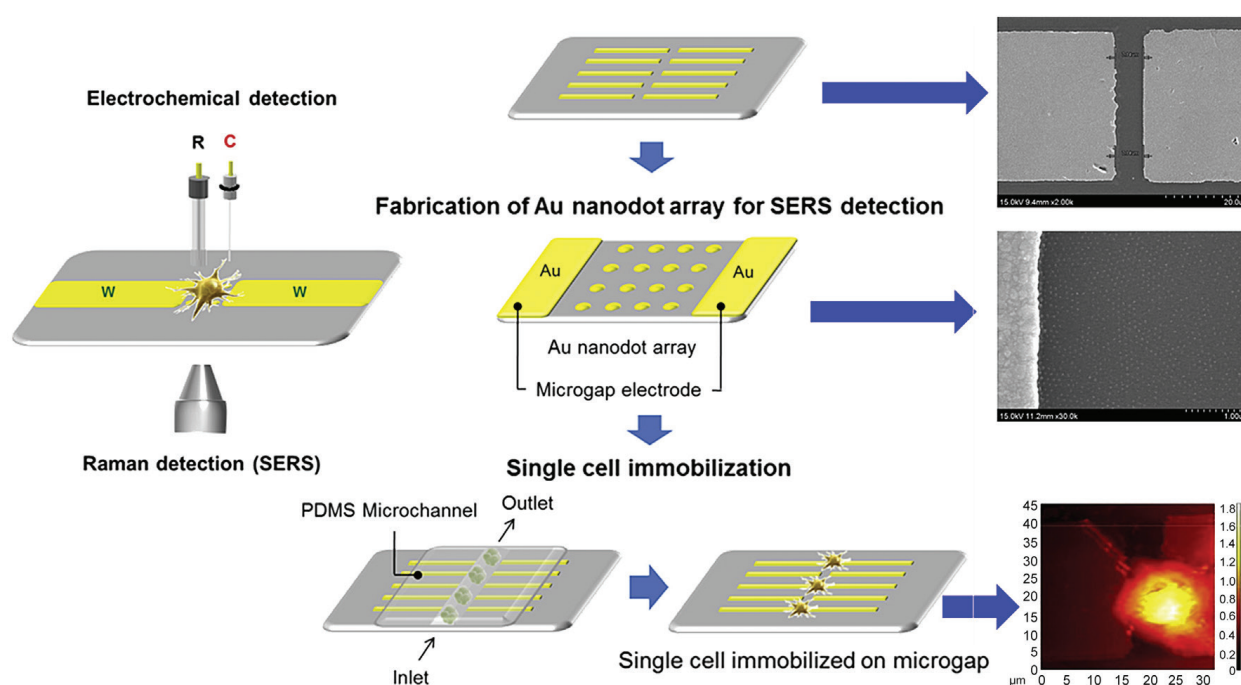 Electrochemical detection
R C
W W
Raman detection (SERS)
Fabrication of Au nanodot array for SERS detection
Au Au
Au nanodot array
Microgap electrode
Single cell immobilization
PDMS Microchannel
Outlet
Inlet
Single cell immobilized on microgap
15.0kV 9.4mm x2.00k 20.0u
15.0kV 11.2mm x30.0k 1.00u
45
40
35
30
25
20
15
10
5
0
µm 0 5 10 15 20 25 30
1.8
1.6
1.4
1.2
1.0
0.8
0.6
0.4
0.2
0